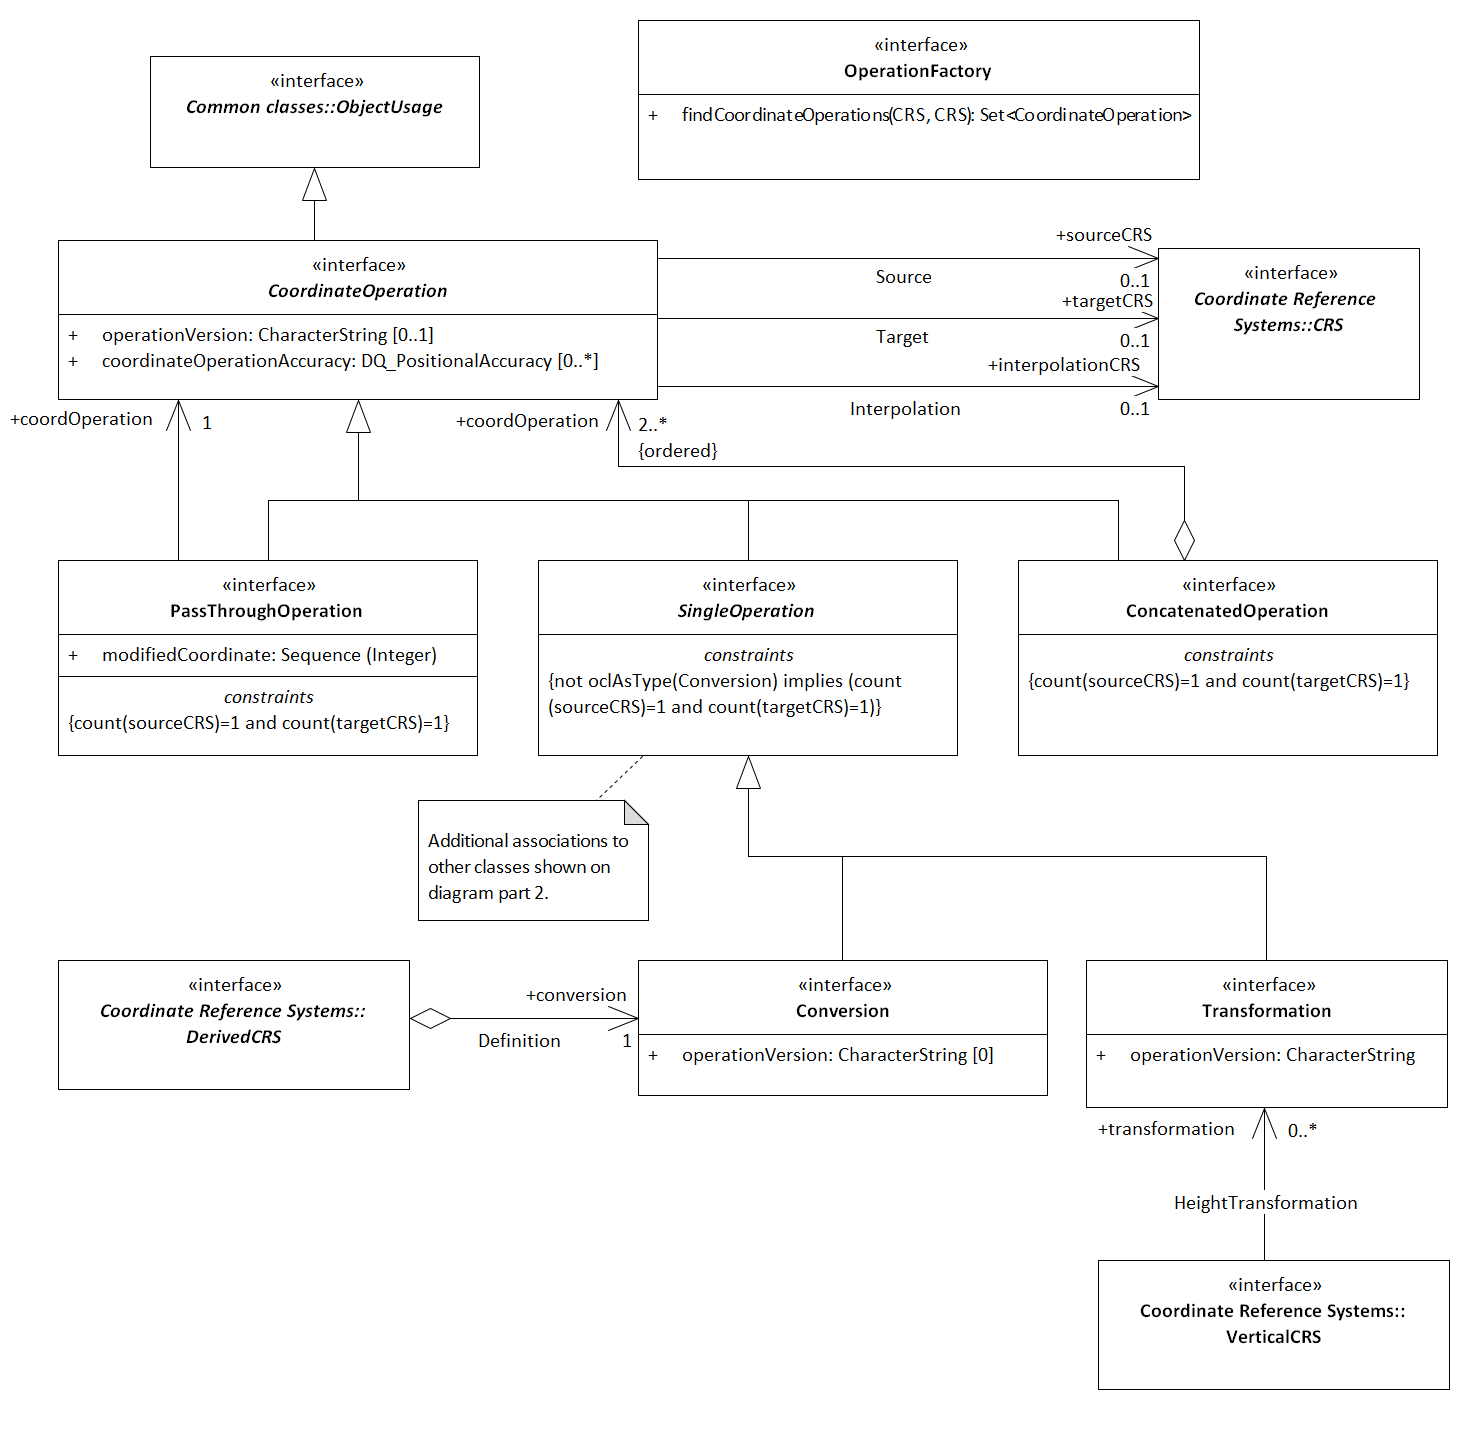 «interface»
OperationFactory
+ findCoordinateOperations(CRS, CRS): Set<CoordinateOperation>
«interface»
Common classes::ObjectUsage
«interface»
CoordinateOperation
+ operationVersion: CharacterString [0..1]
+ coordinateOperationAccuracy: DQ_PositionalAccuracy [0..*]
+sourceCRS
Source
0..1
+targetCRS
Target
0..1
+interpolationCRS
Interpolation
0..1
«interface»
Coordinate Reference
Systems::CRS
+coordOperation
1
+coordOperation
2..*
{ordered}
«interface»
PassThroughOperation
+ modifiedCoordinate: Sequence (Integer)
constraints
{count(sourceCRS)=1 and count(targetCRS)=1}
«interface»
SingleOperation
constraints
{not oclAsType(Conversion) implies (count
(sourceCRS)=1 and count(targetCRS)=1)}
«interface»
ConcatenatedOperation
constraints
{count(sourceCRS)=1 and count(targetCRS)=1}
Additional associations to
other classes shown on
diagram part 2.
«interface»
Coordinate Reference Systems::
DerivedCRS
+conversion
Definition
1
«interface»
Conversion
+ operationVersion: CharacterString [0]
«interface»
Transformation
+ operationVersion: CharacterString
+transformation
0..*
HeightTransformation
«interface»
Coordinate Reference Systems::
VerticalCRS